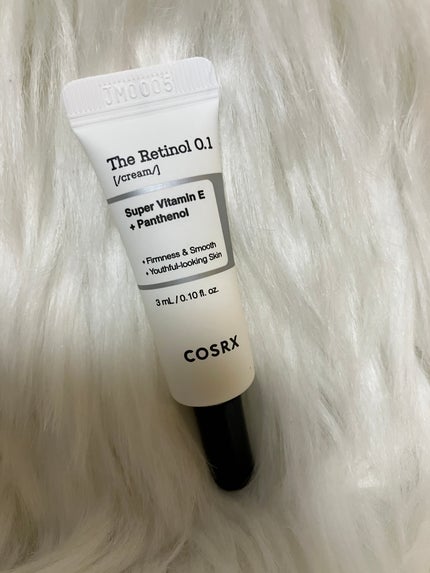 JM0005
The Retinol 0.1
[/cream/]
Super Vitamin E
+ Panthenol
• Firmness & Smooth
• Youthful-looking Skin
3 mL / 0.10 fl. oz.
COSRX